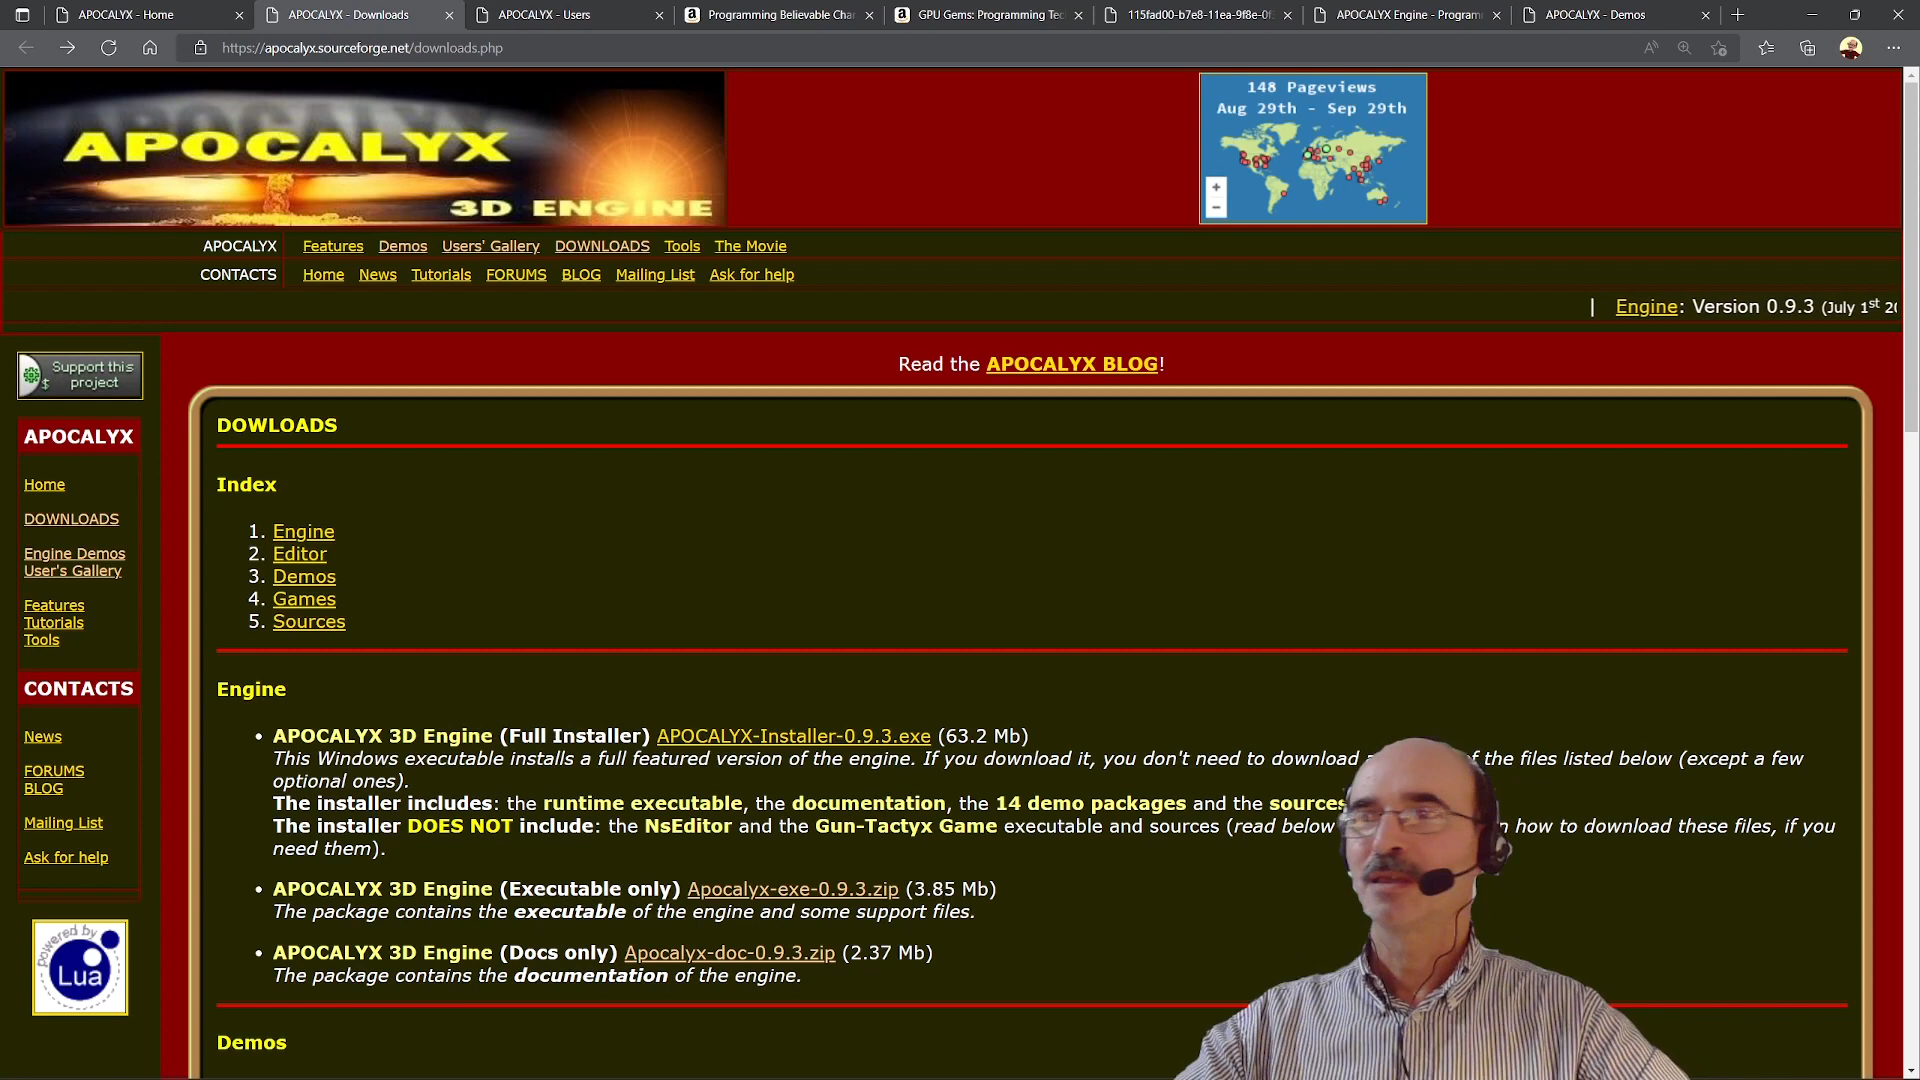 APOCALYX - Home
APOCALYX - Downloads
APOCALYX - Users
Programming Believable Char
GPU Gems: Programming Tec
115fad00-b7e8-11ea-9f8e-0f
APOCALYX Engine - Program
APOCALYX - Demos
https://apocalyx.sourceforge.net/downloads.php
APOCALYX
3D ENGINE
148 Pageviews
Aug 29th - Sep 29th
APOCALYX Features Demos Users' Gallery DOWNLOADS Tools The Movie
CONTACTS Home News Tutorials FORUMS BLOG Mailing List Ask for help
| Engine: Version 0.9.3 (July 1st 20
Support this
$ project
APOCALYX
Home
DOWNLOADS
Engine Demos
User's Gallery
Features
Tutorials
Tools
CONTACTS
News
FORUMS
BLOG
Mailing List
Ask for help
powered by
Lua
Read the APOCALYX BLOG!
DOWLOADS
Index
1. Engine
2. Editor
3. Demos
4. Games
5. Sources
Engine
• APOCALYX 3D Engine (Full Installer) APOCALYX-Installer-0.9.3.exe (63.2 Mb)
This Windows executable installs a full featured version of the engine. If you download it, you don't need to download of the files listed below (except a few
optional ones).
The installer includes: the runtime executable, the documentation, the 14 demo packages and the sources
The installer DOES NOT include: the NsEditor and the Gun-Tactyx Game executable and sources (read below how to download these files, if you
need them).
• APOCALYX 3D Engine (Executable only) Apocalyx-exe-0.9.3.zip (3.85 Mb)
The package contains the executable of the engine and some support files.
• APOCALYX 3D Engine (Docs only) Apocalyx-doc-0.9.3.zip (2.37 Mb)
The package contains the documentation of the engine.
Demos